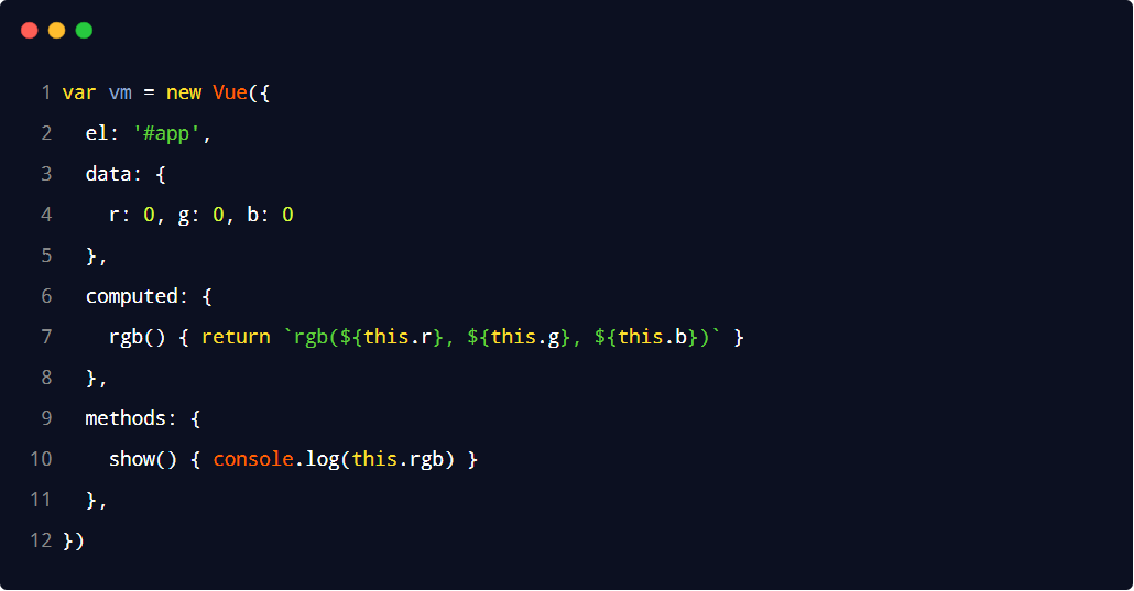 1 var vm = new Vue({
2   el: '#app',
3   data: {
4     r: 0, g: 0, b: 0
5   },
6   computed: {
7     rgb() { return `rgb(${this.r}, ${this.g}, ${this.b})` }
8   },
9   methods: {
10     show() { console.log(this.rgb) }
11   },
12 })